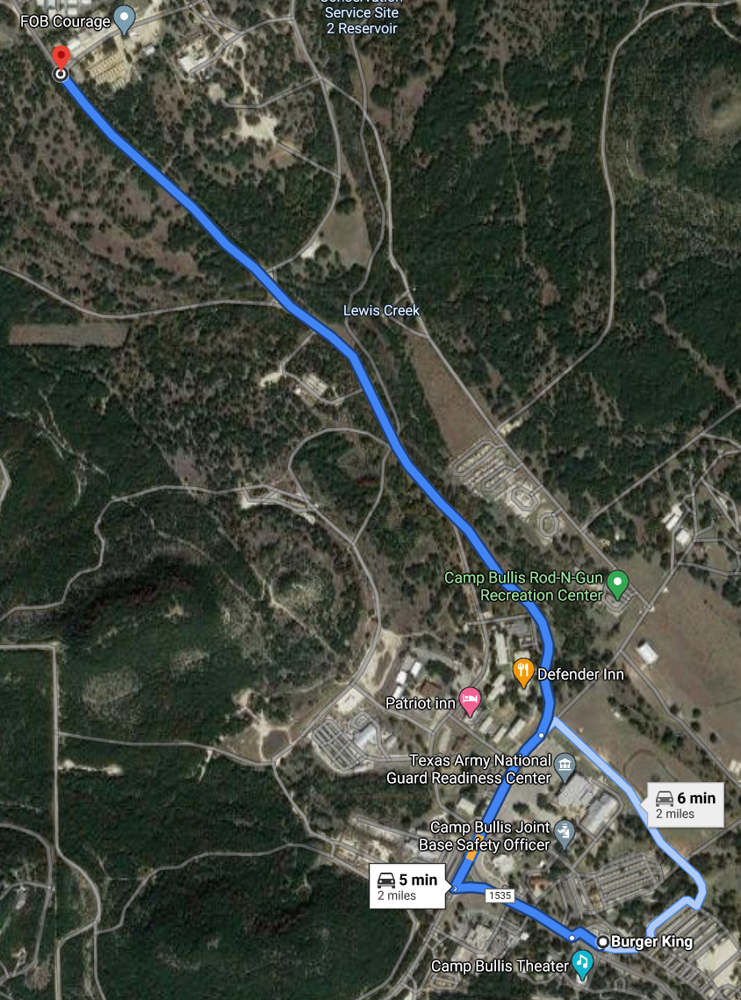 Conservation
Service Site
2 Reservoir
FOB Courage
Lewis Creek
Camp Bullis Rod-N-Gun
Recreation Center
Defender Inn
Patriot inn
Texas Army National
Guard Readiness Center
6 min
2 miles
Camp Bullis Joint
Base Safety Officer
5 min
2 miles
1535
Burger King
Camp Bullis Theater